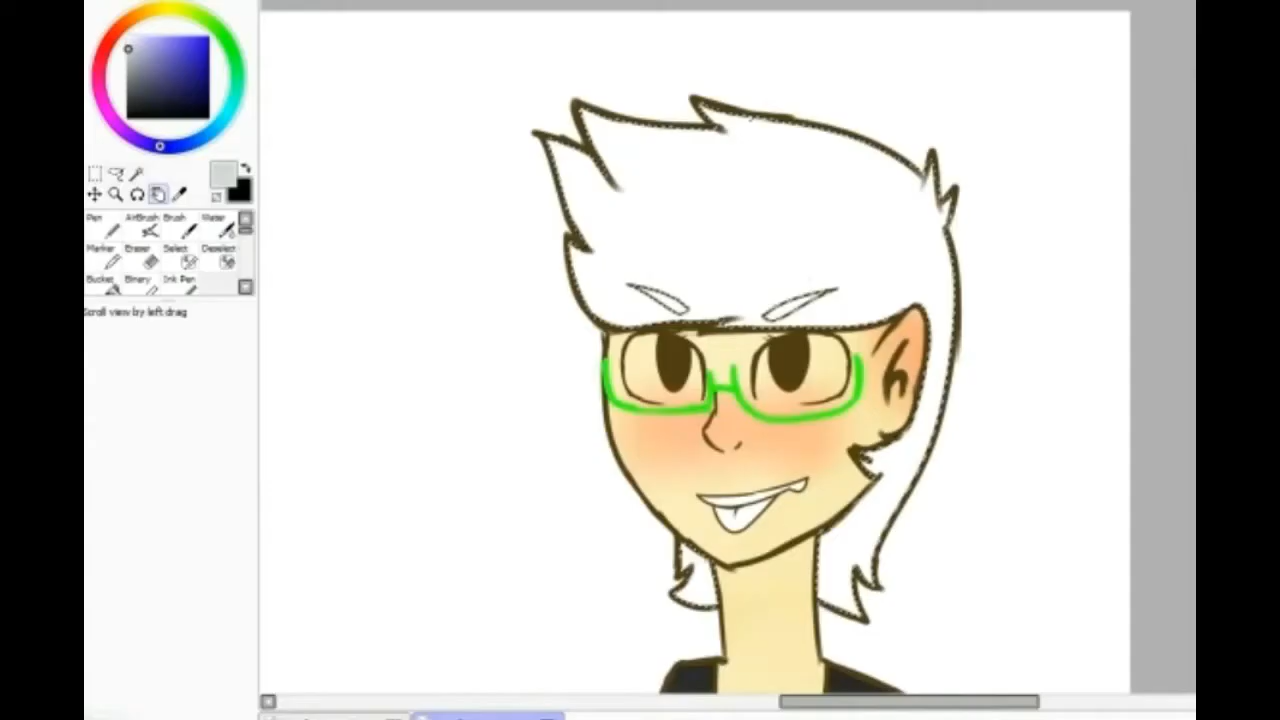 Pen AirBrush Brush Water
Marker Eraser Select Deselect
Bucket Binary Ink Pen
Scroll view by left drag